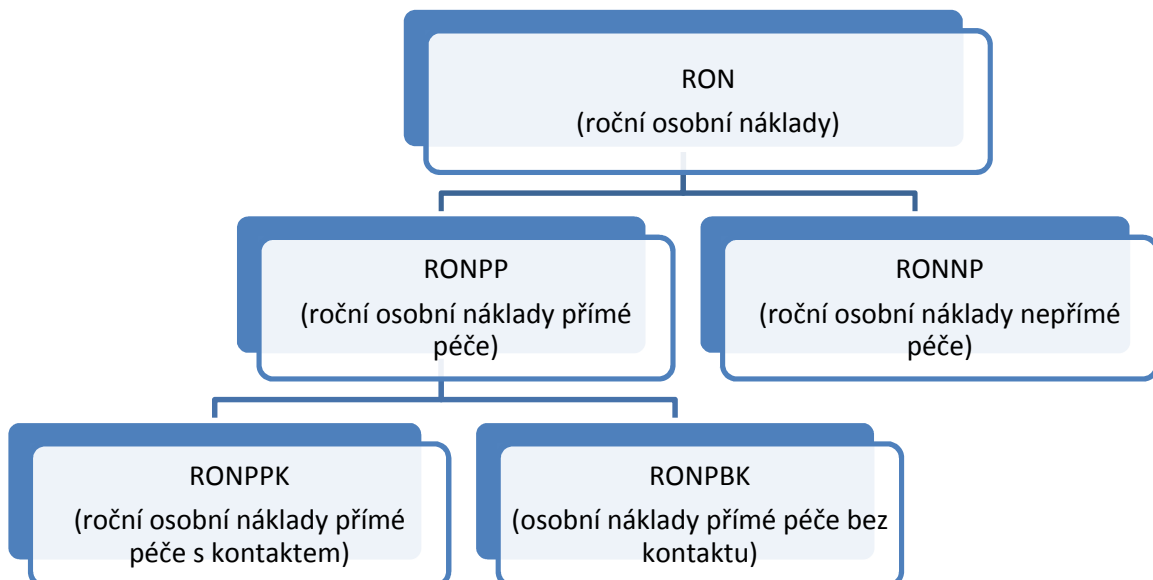 RON
(roční osobní náklady)
RONPP
(roční osobní náklady přímé
péče)
RONNP
(roční osobní náklady nepřímé
péče)
RONPPK
(roční osobní náklady přímé
péče s kontaktem)
RONPBK
(osobní náklady přímé péče bez
kontaktu)